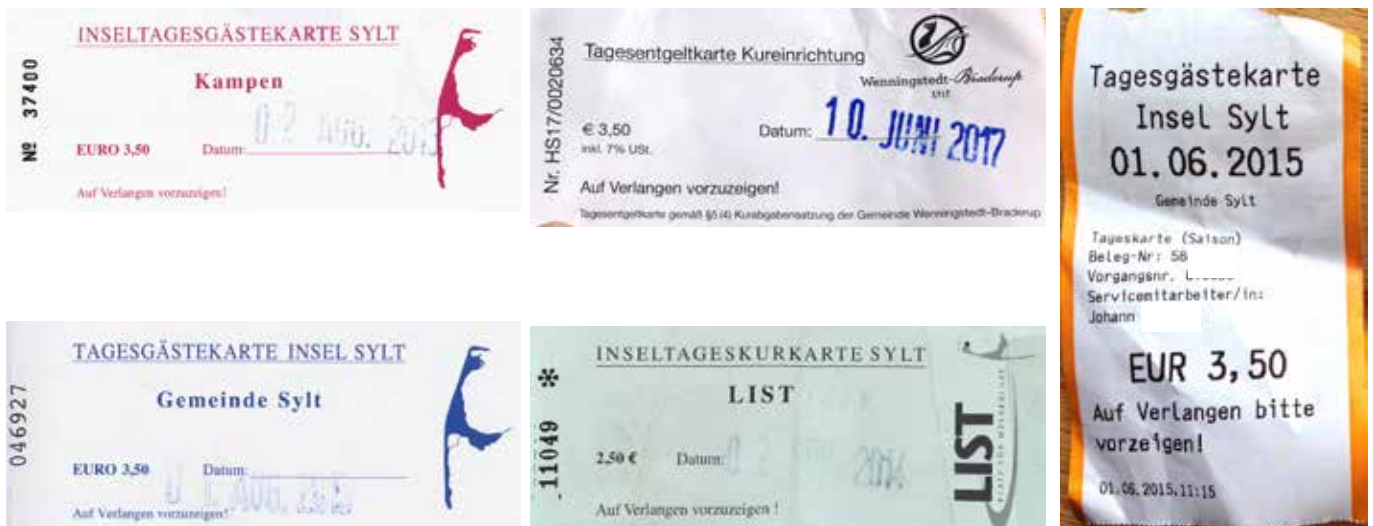 INSELTAGESGÄSTEKARTE SYLT
Kampen
Nº 37400
EURO 3,50 Datum: 02 AUG. 2013
Auf Verlangen vorzuzeigen!
Tagesentgeltkarte Kureinrichtung
Wenningstedt-Braderup
Nr. HS17/0020634
€ 3,50 Datum: 10. JUNI 2017
inkl. 7% USt.
Auf Verlangen vorzuzeigen!
Tagesentgeltkarte gemäß §5 (4) Kurabgabensatzung der Gemeinde Wenningstedt-Braderup
Tagesgästekarte
Insel Sylt
01.06.2015
Gemeinde Sylt
Tageskarte (Saison)
Beleg-Nr: 58
Vorgangsnr.
Servicemitarbeiter/in:
Johann
EUR 3,50
Auf Verlangen bitte
vorzeigen!
01.06.2015,11:15
TAGESGÄSTEKARTE INSEL SYLT
Gemeinde Sylt
046927
EURO 3,50 Datum:
AUG.
Auf Verlangen vorzuzeigen!
INSELTAGESKURKARTE SYLT
LIST
11049 *
2,50 € Datum: 02 2014
Auf Verlangen vorzuzeigen !
LIST